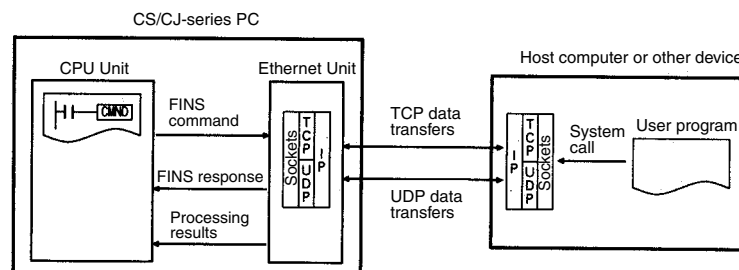 CS/CJ-series PC
CPU Unit
Ethernet Unit
Host computer or other device
CMND
FINS
command
FINS response
Processing
results
Sockets
TCP
UDP
IP
TCP data
transfers
UDP data
transfers
IP
TCP
UDP
Sockets
System
call
User program